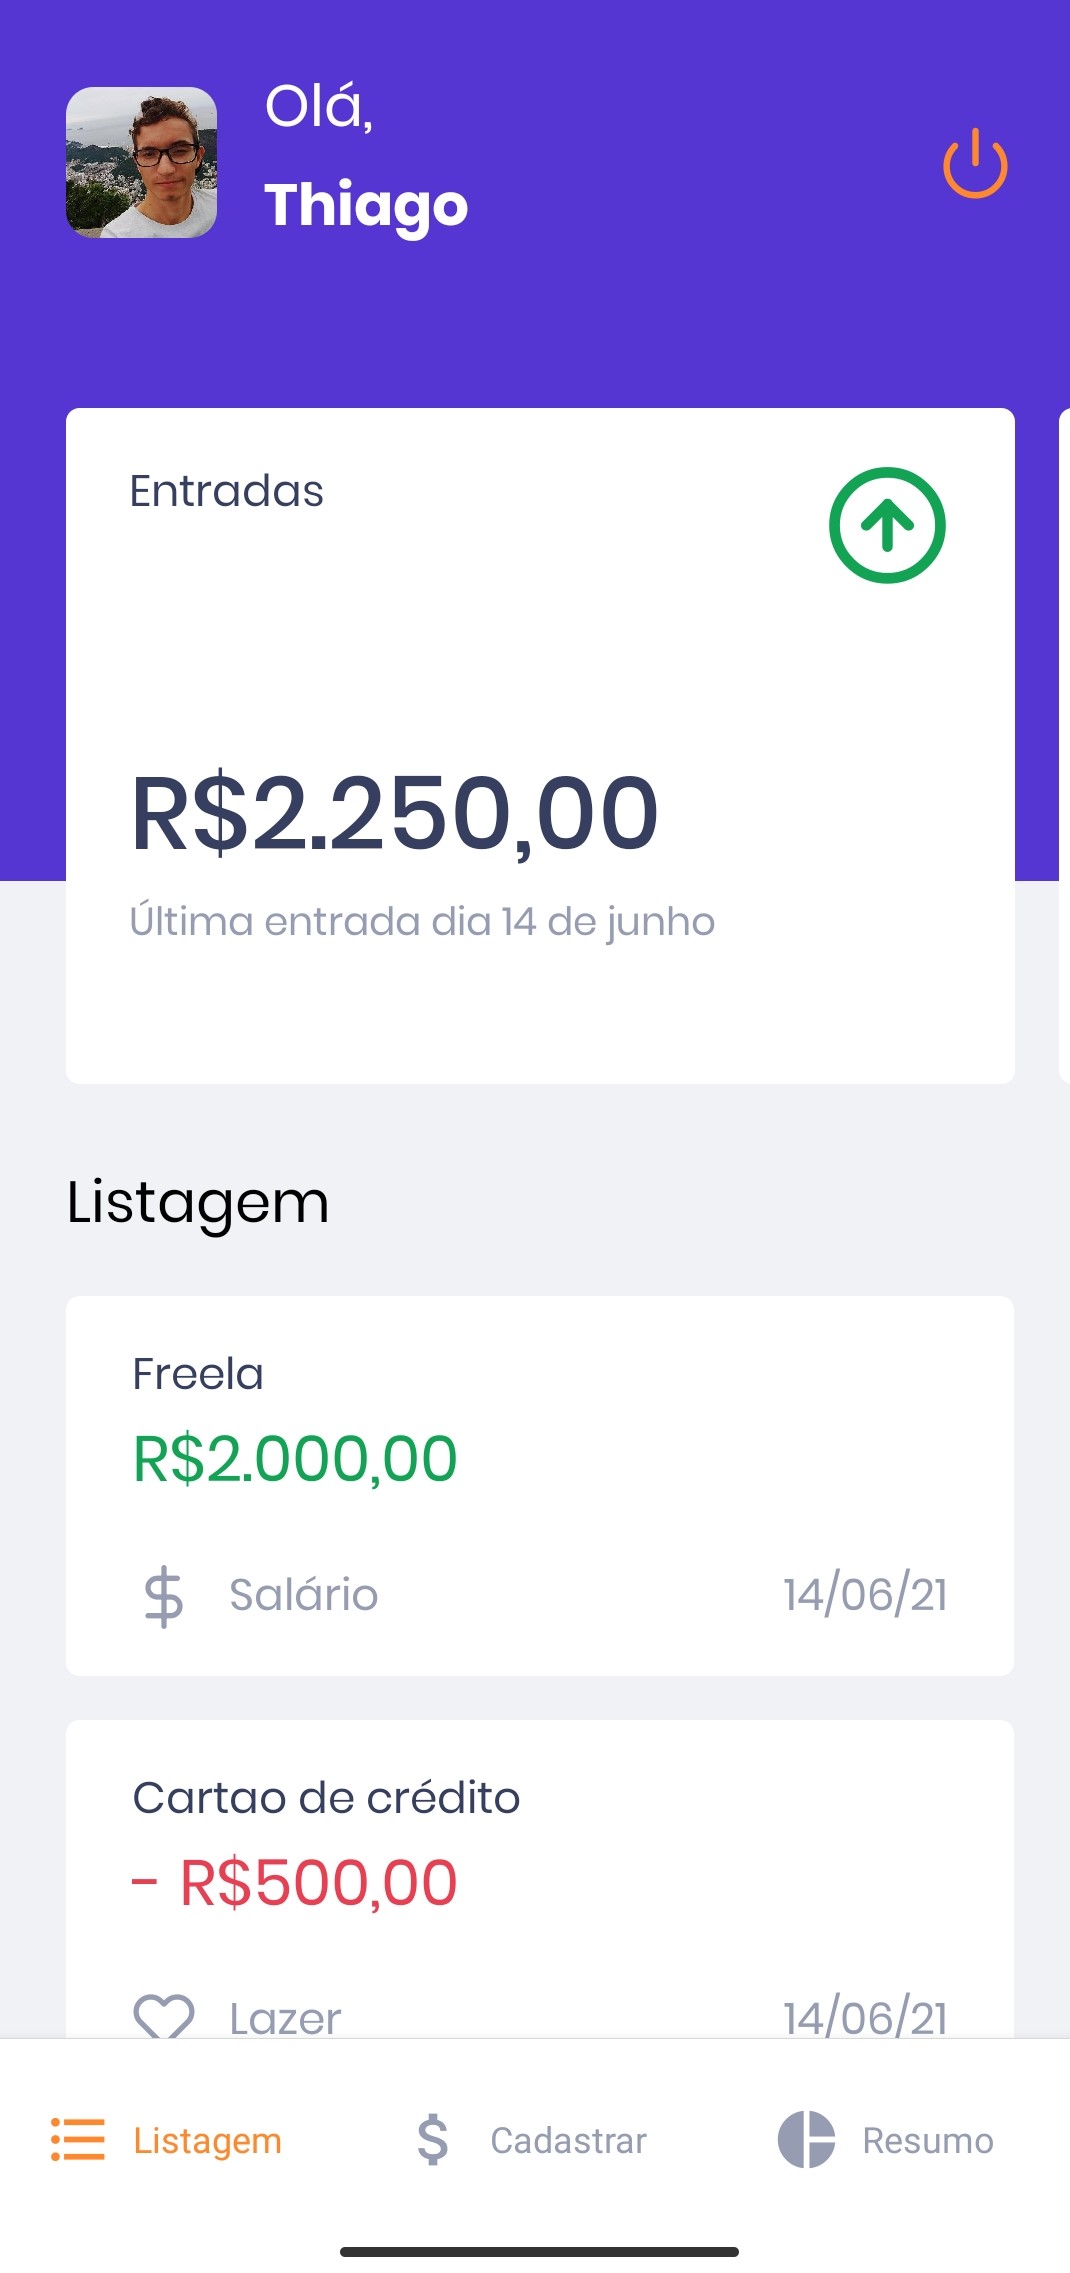 Olá,
Thiago
Entradas
R$2.250,00
Última entrada dia 14 de junho
Listagem
Freela
R$2.000,00
Salário
14/06/21
Cartao de crédito
- R$500,00
Lazer
14/06/21
Listagem
Cadastrar
Resumo